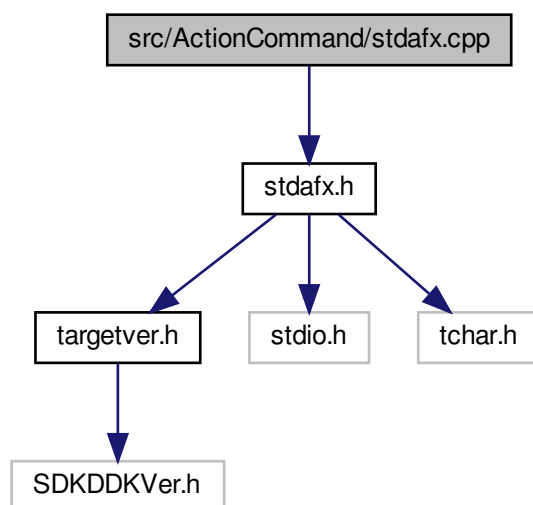 src/ActionCommand/stdafx.cpp
stdafx.h
targetver.h
stdio.h
tchar.h
SDKDDKVer.h